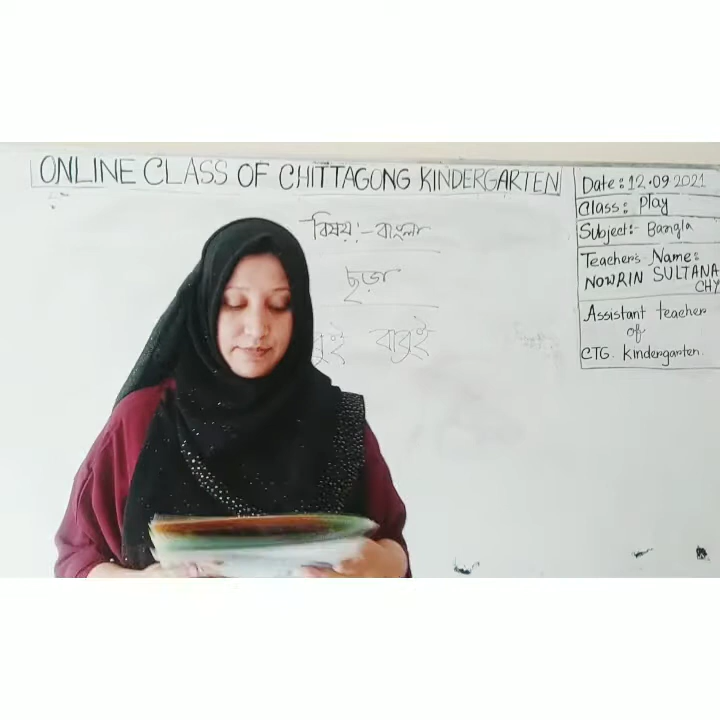 ONLINE CLASS OF CHITTAGONG KINDERGARTEN
বিষয়:- বাংলা
ছড়া
বাবুই
Date: 12.09.2021
Class: Play
Subject:- Bangla
Teacher's Name:
NOWRIN SULTANA
CHY
Assistant teacher
of
CTG. kindergarten.